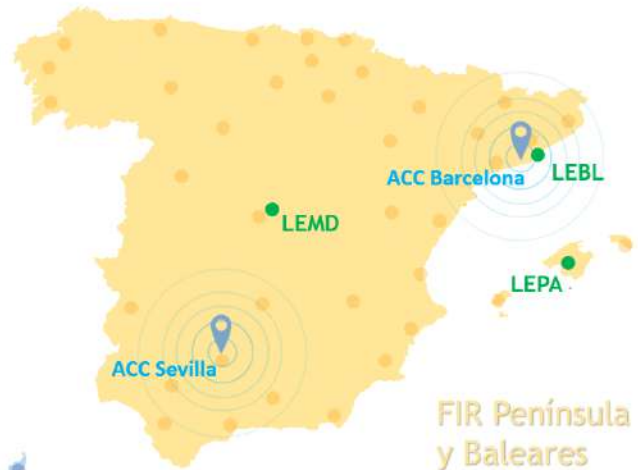 ACC Barcelona
LEBL
LEMD
LEPA
ACC Sevilla
FIR Península
y Baleares